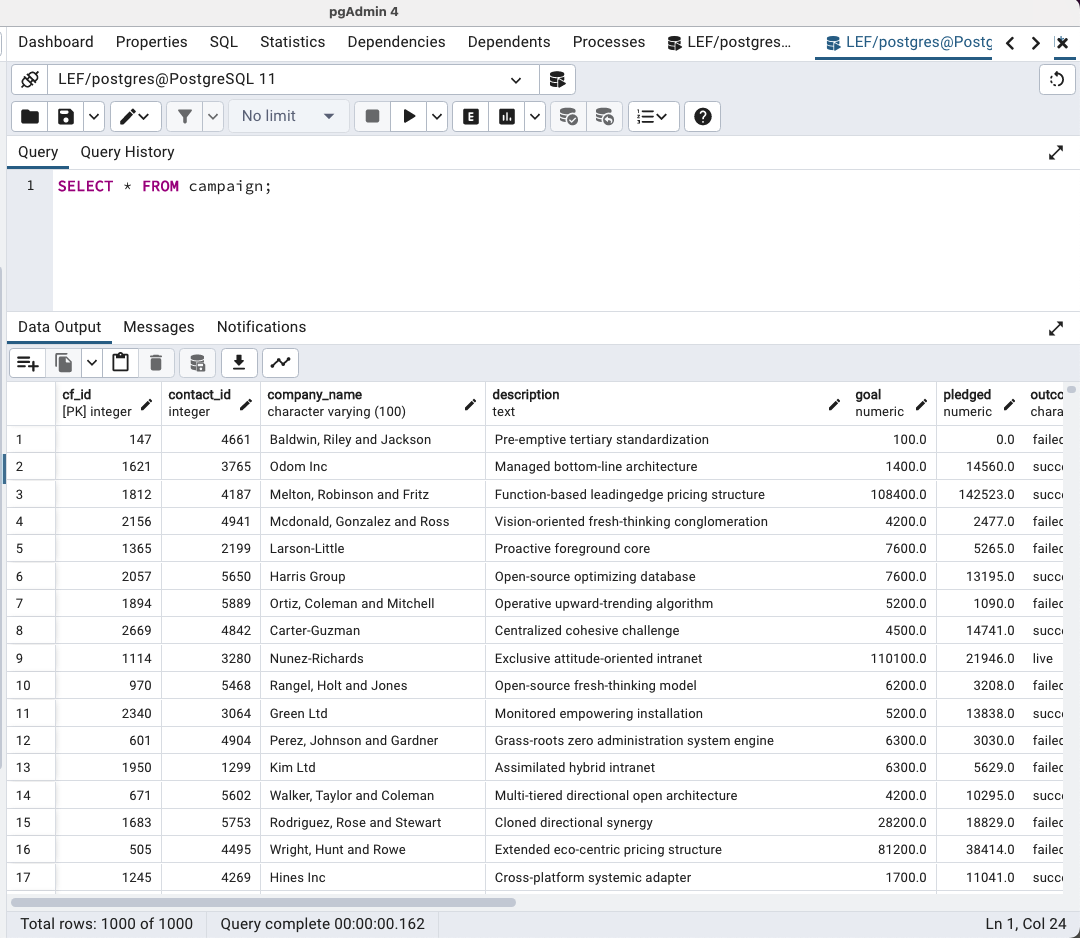 pgAdmin 4
Dashboard Properties SQL Statistics Dependencies Dependents Processes LEF/postgres... LEF/postgres@Postg
LEF/postgres@PostgreSQL 11
No limit E
Query Query History
1 SELECT * FROM campaign;
Data Output Messages Notifications
cf_id contact_id company_name description goal pledged outco
[PK] integer integer character varying (100) text numeric numeric chara
1 147 4661 Baldwin, Riley and Jackson Pre-emptive tertiary standardization 100.0 0.0 failed
2 1621 3765 Odom Inc Managed bottom-line architecture 1400.0 14560.0 succ
3 1812 4187 Melton, Robinson and Fritz Function-based leadingedge pricing structure 108400.0 142523.0 succ
4 2156 4941 Mcdonald, Gonzalez and Ross Vision-oriented fresh-thinking conglomeration 4200.0 2477.0 failed
5 1365 2199 Larson-Little Proactive foreground core 7600.0 5265.0 failed
6 2057 5650 Harris Group Open-source optimizing database 7600.0 13195.0 succ
7 1894 5889 Ortiz, Coleman and Mitchell Operative upward-trending algorithm 5200.0 1090.0 failed
8 2669 4842 Carter-Guzman Centralized cohesive challenge 4500.0 14741.0 succ
9 1114 3280 Nunez-Richards Exclusive attitude-oriented intranet 110100.0 21946.0 live
10 970 5468 Rangel, Holt and Jones Open-source fresh-thinking model 6200.0 3208.0 failed
11 2340 3064 Green Ltd Monitored empowering installation 5200.0 13838.0 succ
12 601 4904 Perez, Johnson and Gardner Grass-roots zero administration system engine 6300.0 3030.0 failed
13 1950 1299 Kim Ltd Assimilated hybrid intranet 6300.0 5629.0 failed
14 671 5602 Walker, Taylor and Coleman Multi-tiered directional open architecture 4200.0 10295.0 succ
15 1683 5753 Rodriguez, Rose and Stewart Cloned directional synergy 28200.0 18829.0 failed
16 505 4495 Wright, Hunt and Rowe Extended eco-centric pricing structure 81200.0 38414.0 failed
17 1245 4269 Hines Inc Cross-platform systemic adapter 1700.0 11041.0 succ
Total rows: 1000 of 1000 Query complete 00:00:00.162 Ln 1, Col 24